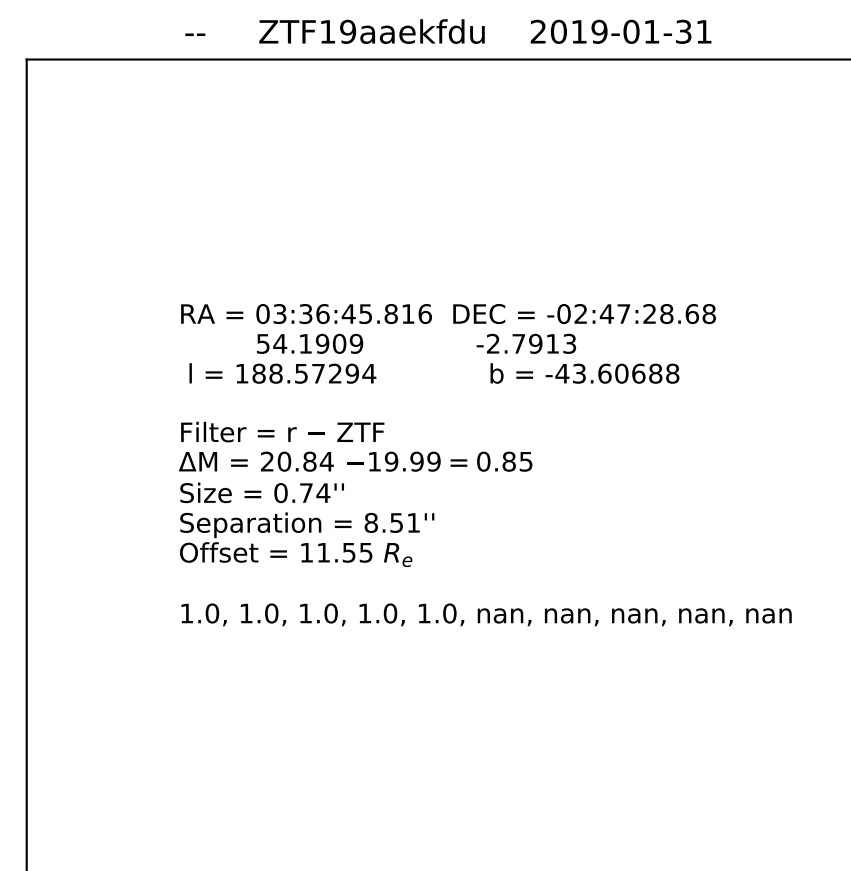 -- ZTF19aaekfdu 2019-01-31
RA = 03:36:45.816 DEC = -02:47:28.68
54.1909 -2.7913
l = 188.57294 b = -43.60688
Filter = r − ZTF
ΔM = 20.84 −19.99 = 0.85
Size = 0.74''
Separation = 8.51''
Offset = 11.55 Rₑ
1.0, 1.0, 1.0, 1.0, 1.0, nan, nan, nan, nan, nan